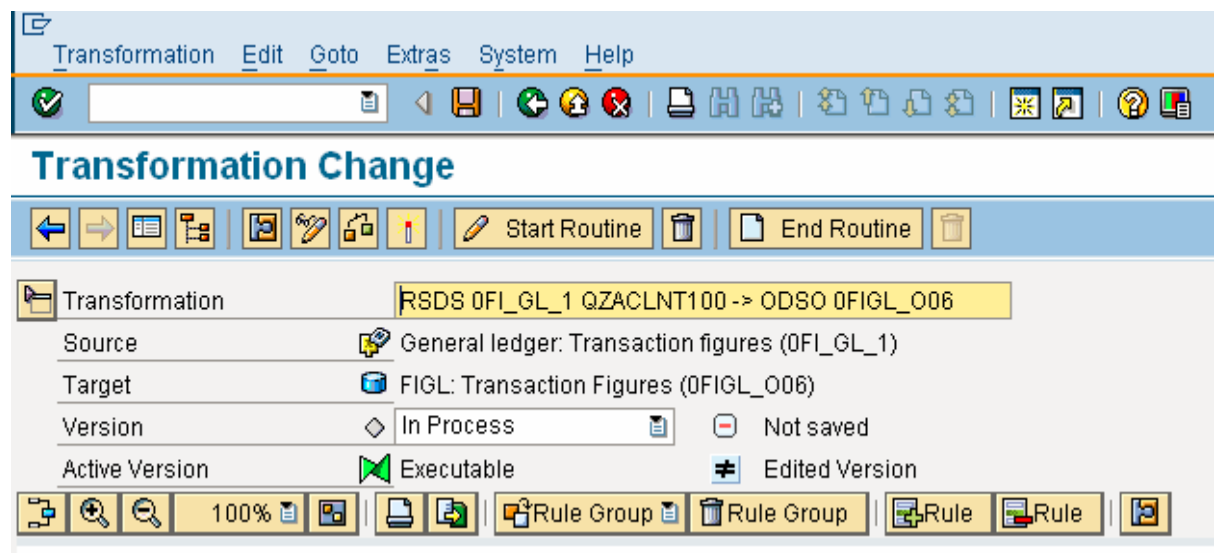 Transformation Edit Goto Extras System Help
Transformation Change
Start Routine End Routine
Transformation RSDS 0FI_GL_1 QZACLNT100 -> ODSO 0FIGL_O06
Source General ledger: Transaction figures (0FI_GL_1)
Target FIGL: Transaction Figures (0FIGL_O06)
Version In Process Not saved
Active Version Executable Edited Version
100% Rule Group Rule Group Rule Rule